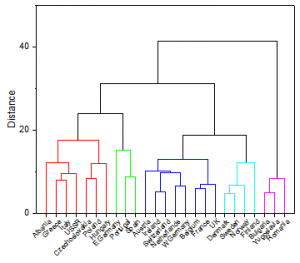 40
20
0
Distance
Albania
Greece
Italy
USSR
Czechoslovakia
Poland
Hungary
E.Germany
Portugal
Spain
Austria
Ireland
Switzerland
Netherlands
W.Germany
Belgium
France
UK
Denmark
Sweden
Norway
Finland
Bulgaria
Yugoslavia
Romania